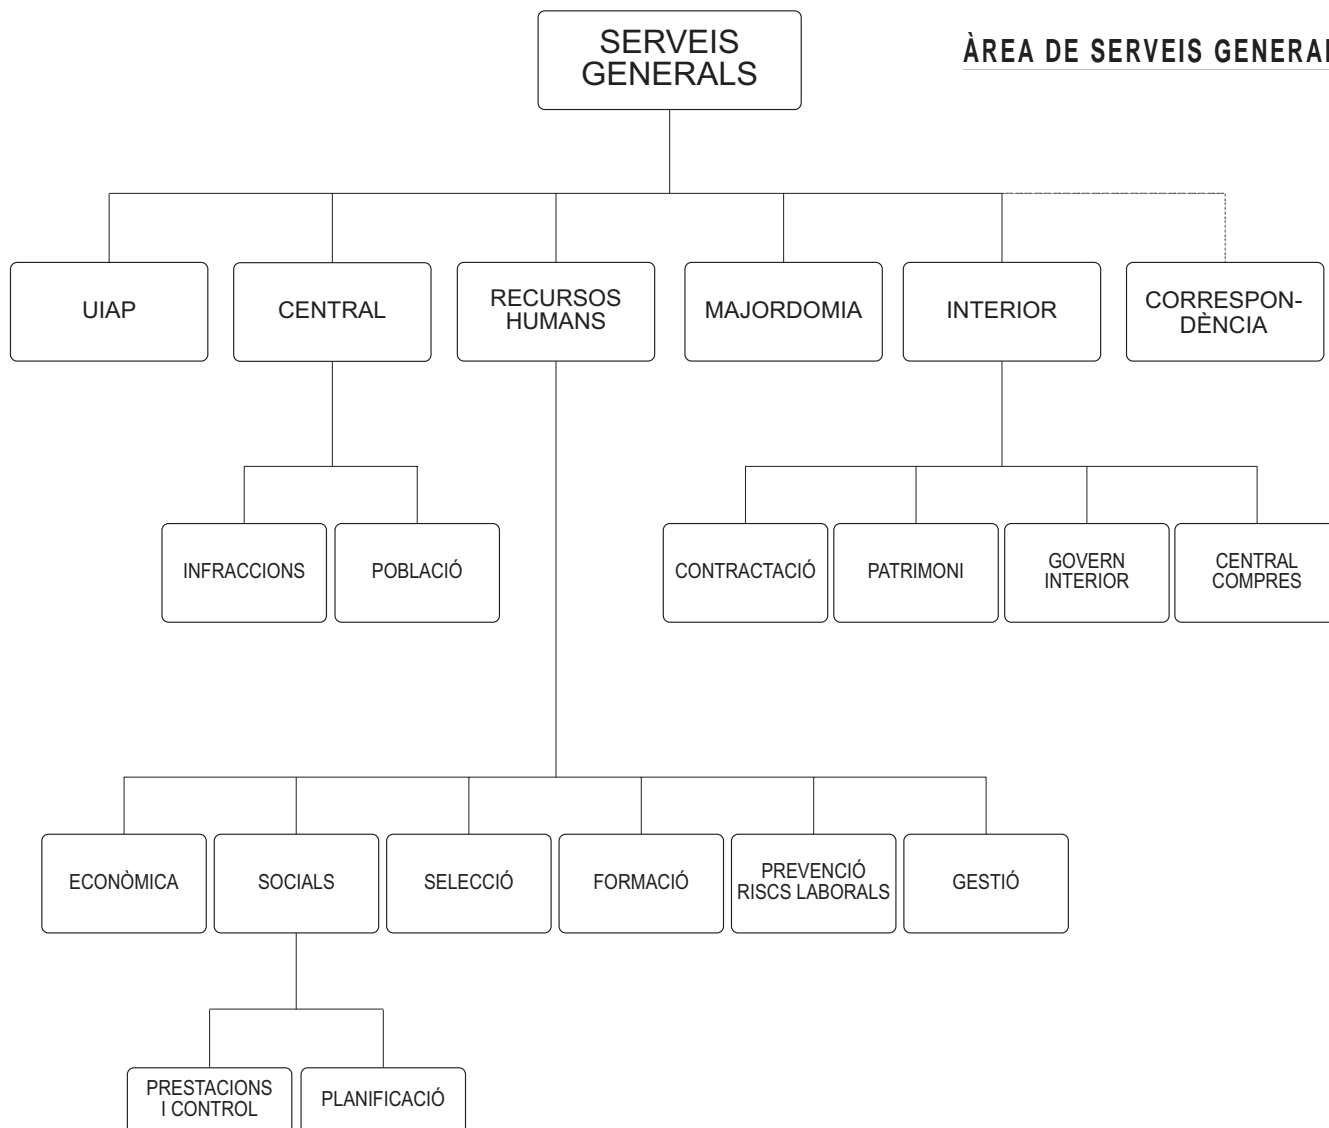 SERVEIS
GENERALS
ÀREA DE SERVEIS GENERAL
UIAP
CENTRAL
RECURSOS
HUMANS
MAJORDOMIA
INTERIOR
CORRESPON-
DÈNCIA
INFRACCIONS
POBLACIÓ
CONTRACTACIÓ
PATRIMONI
GOVERN
INTERIOR
CENTRAL
COMPRES
ECONÒMICA
SOCIALS
SELECCIÓ
FORMACIÓ
PREVENCIÓ
RISCS LABORALS
GESTIÓ
PRESTACIONS
I CONTROL
PLANIFICACIÓ